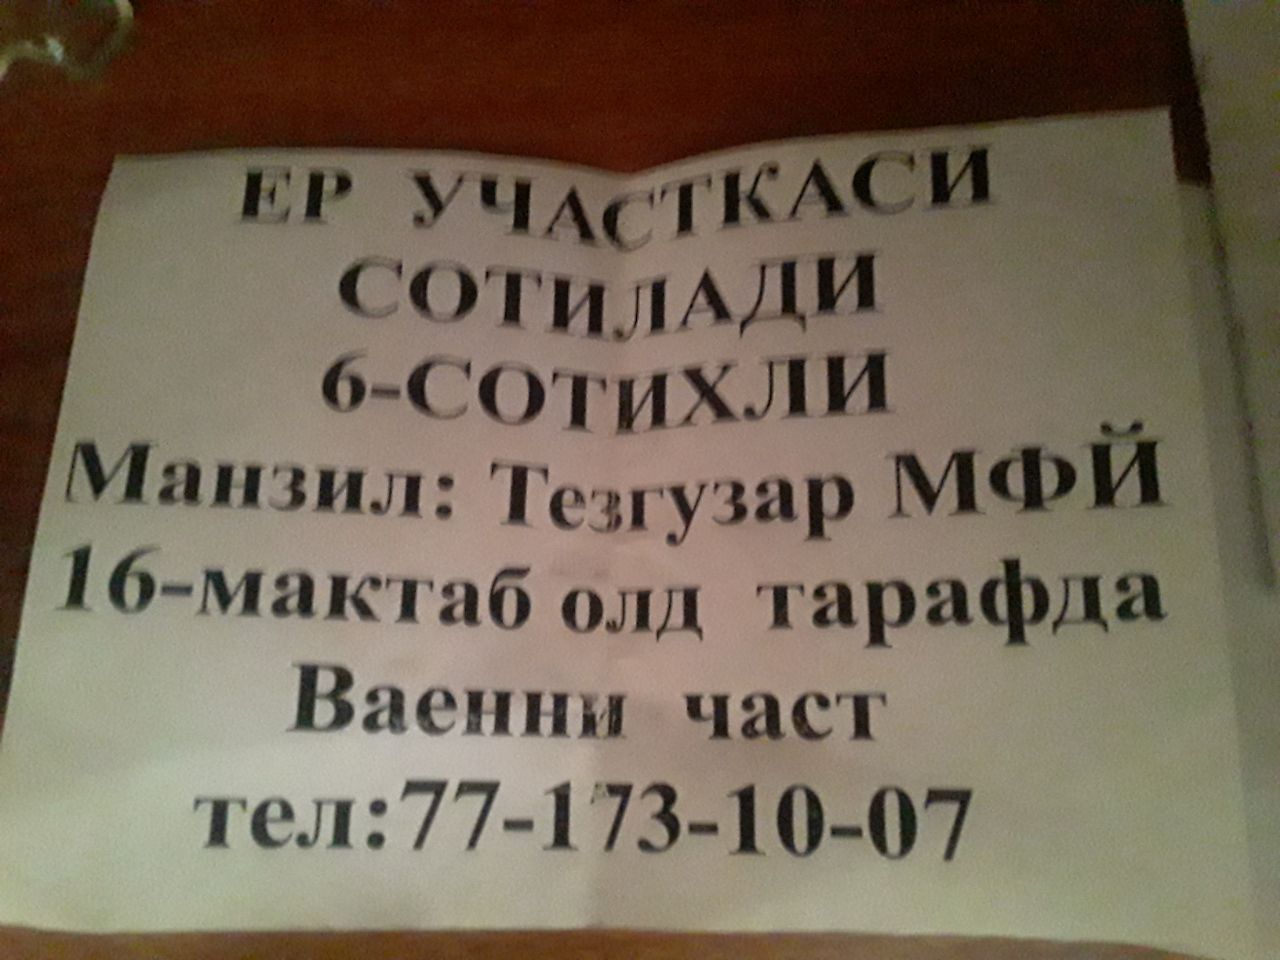 ЕР УЧАСТКАСИ
СОТИЛАДИ
6-СОТИХЛИ
Манзил: Тезгузар МФЙ
16-мактаб олд тарафда
Ваенни част
тел:77-173-10-07